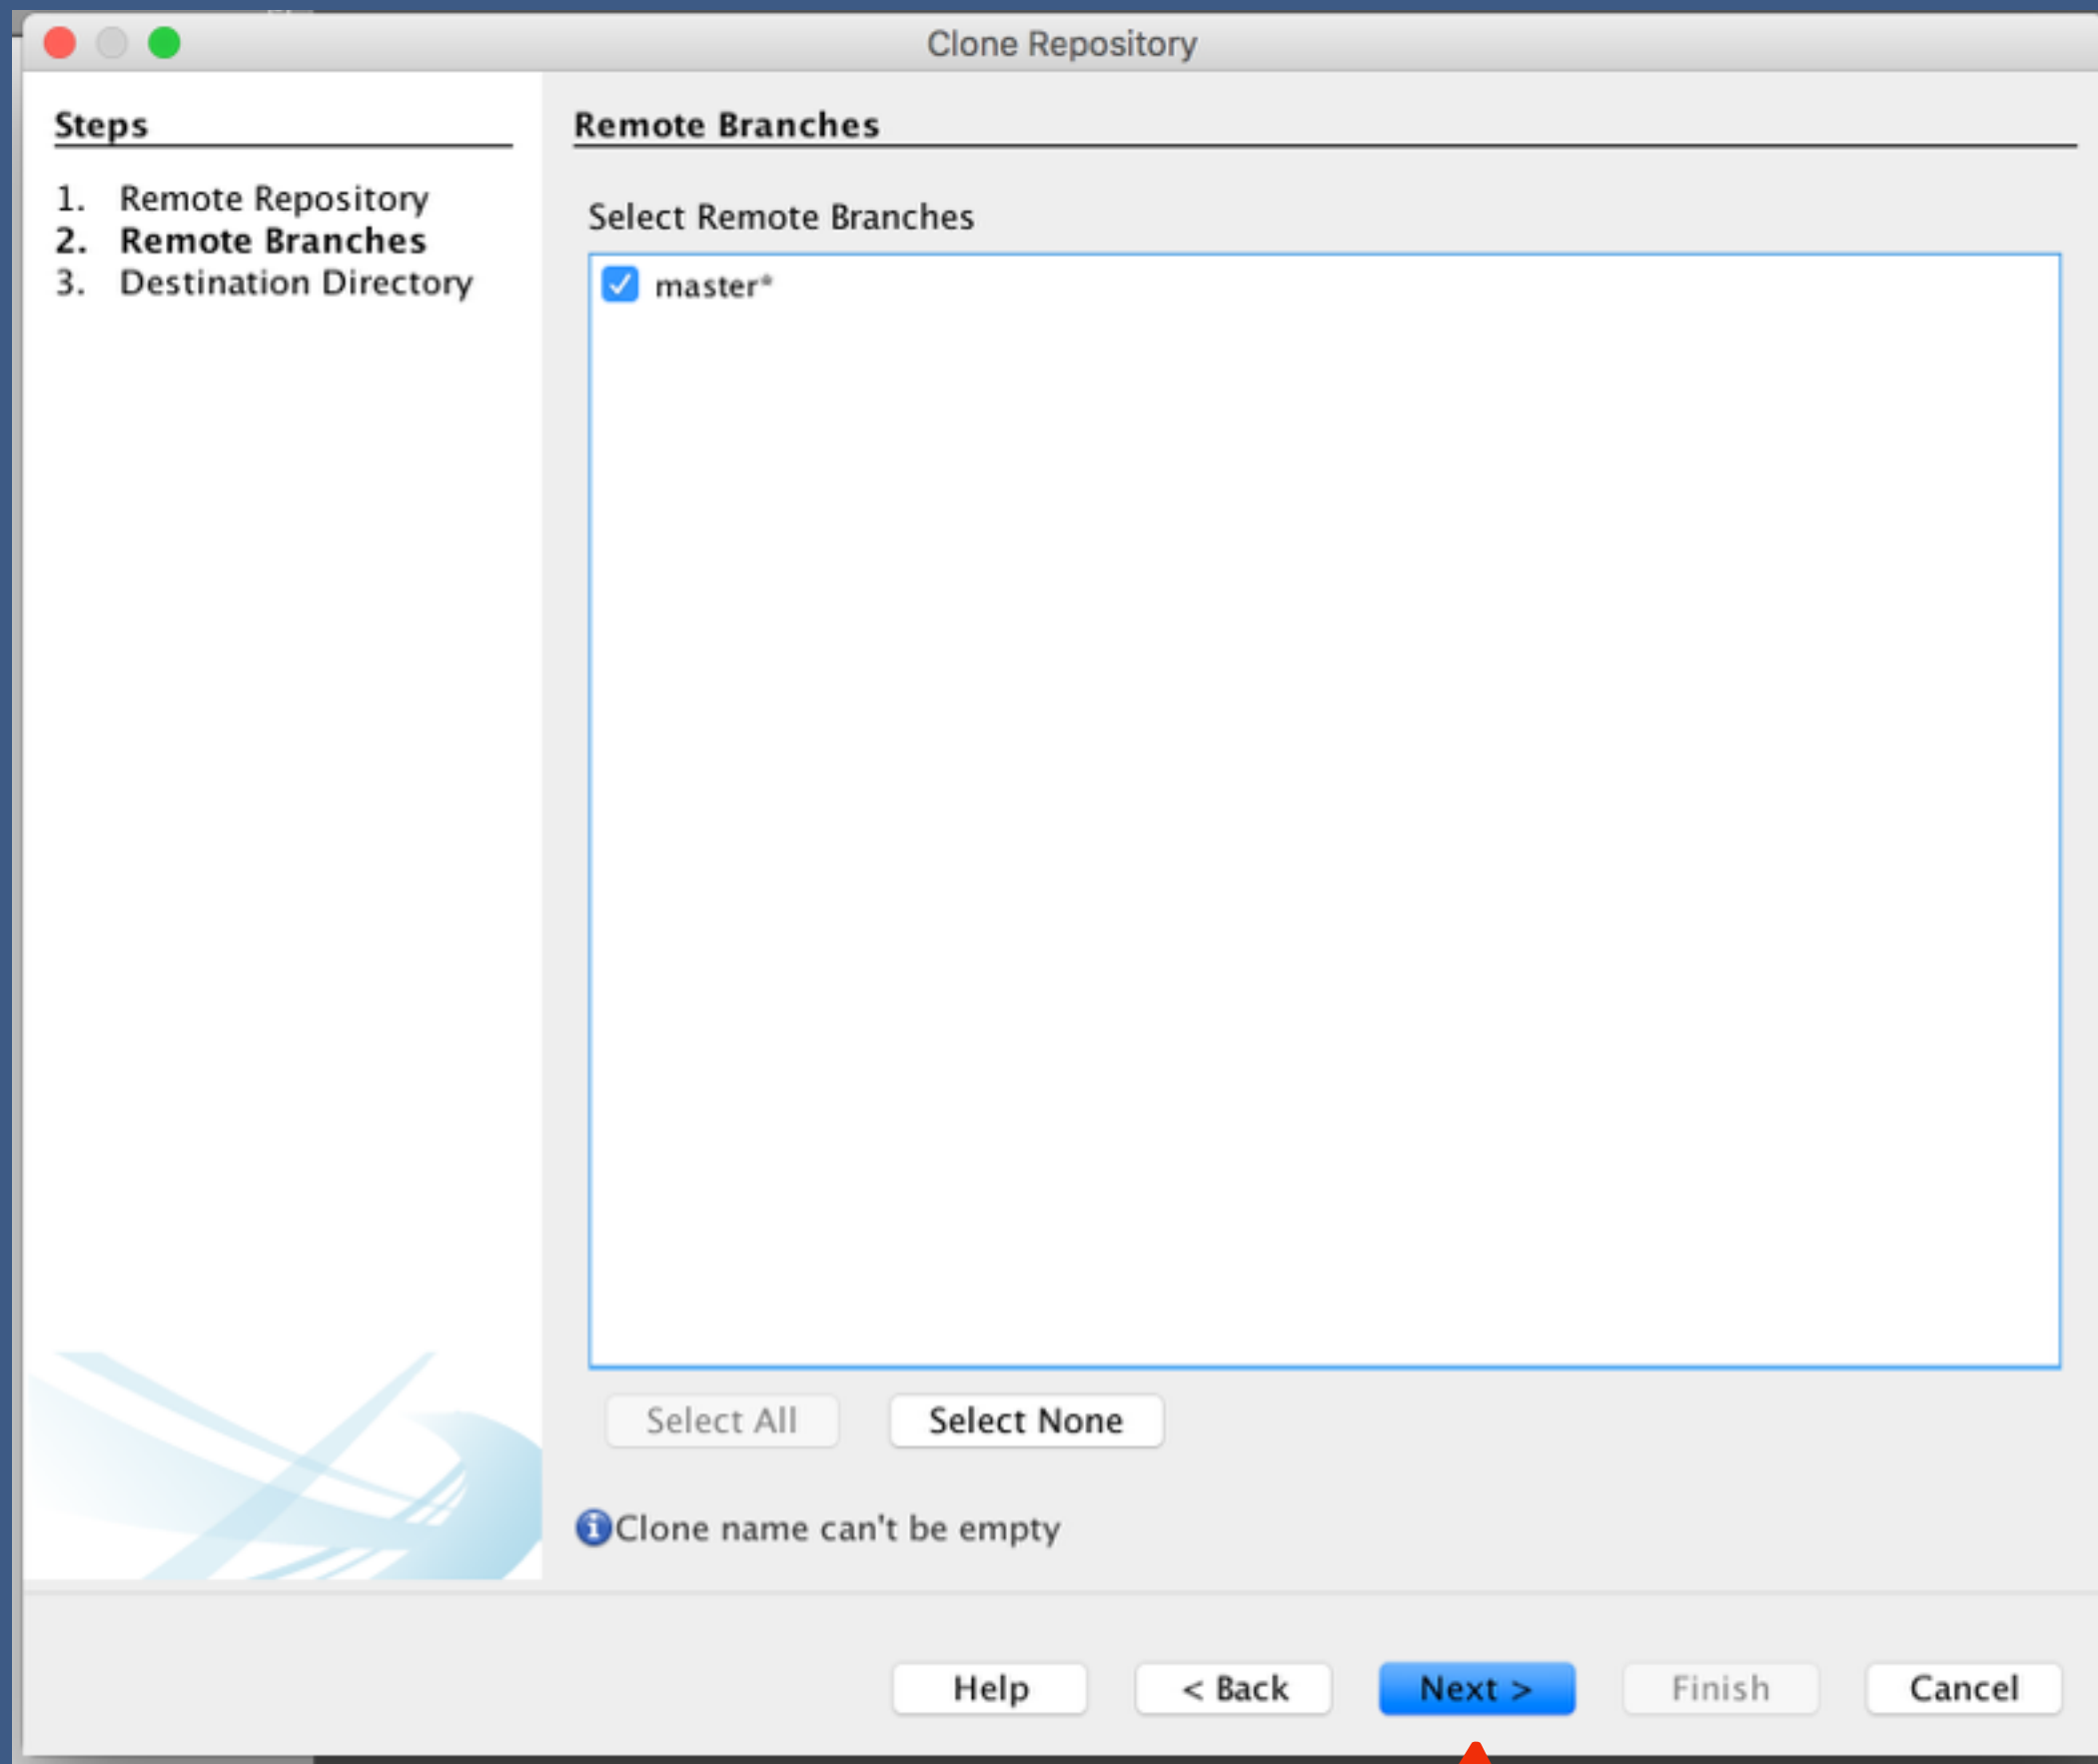 Clone Repository
Steps
1. Remote Repository
2. Remote Branches
3. Destination Directory
Remote Branches
Select Remote Branches
master*
Select All
Select None
Clone name can't be empty
Help
< Back
Next >
Finish
Cancel